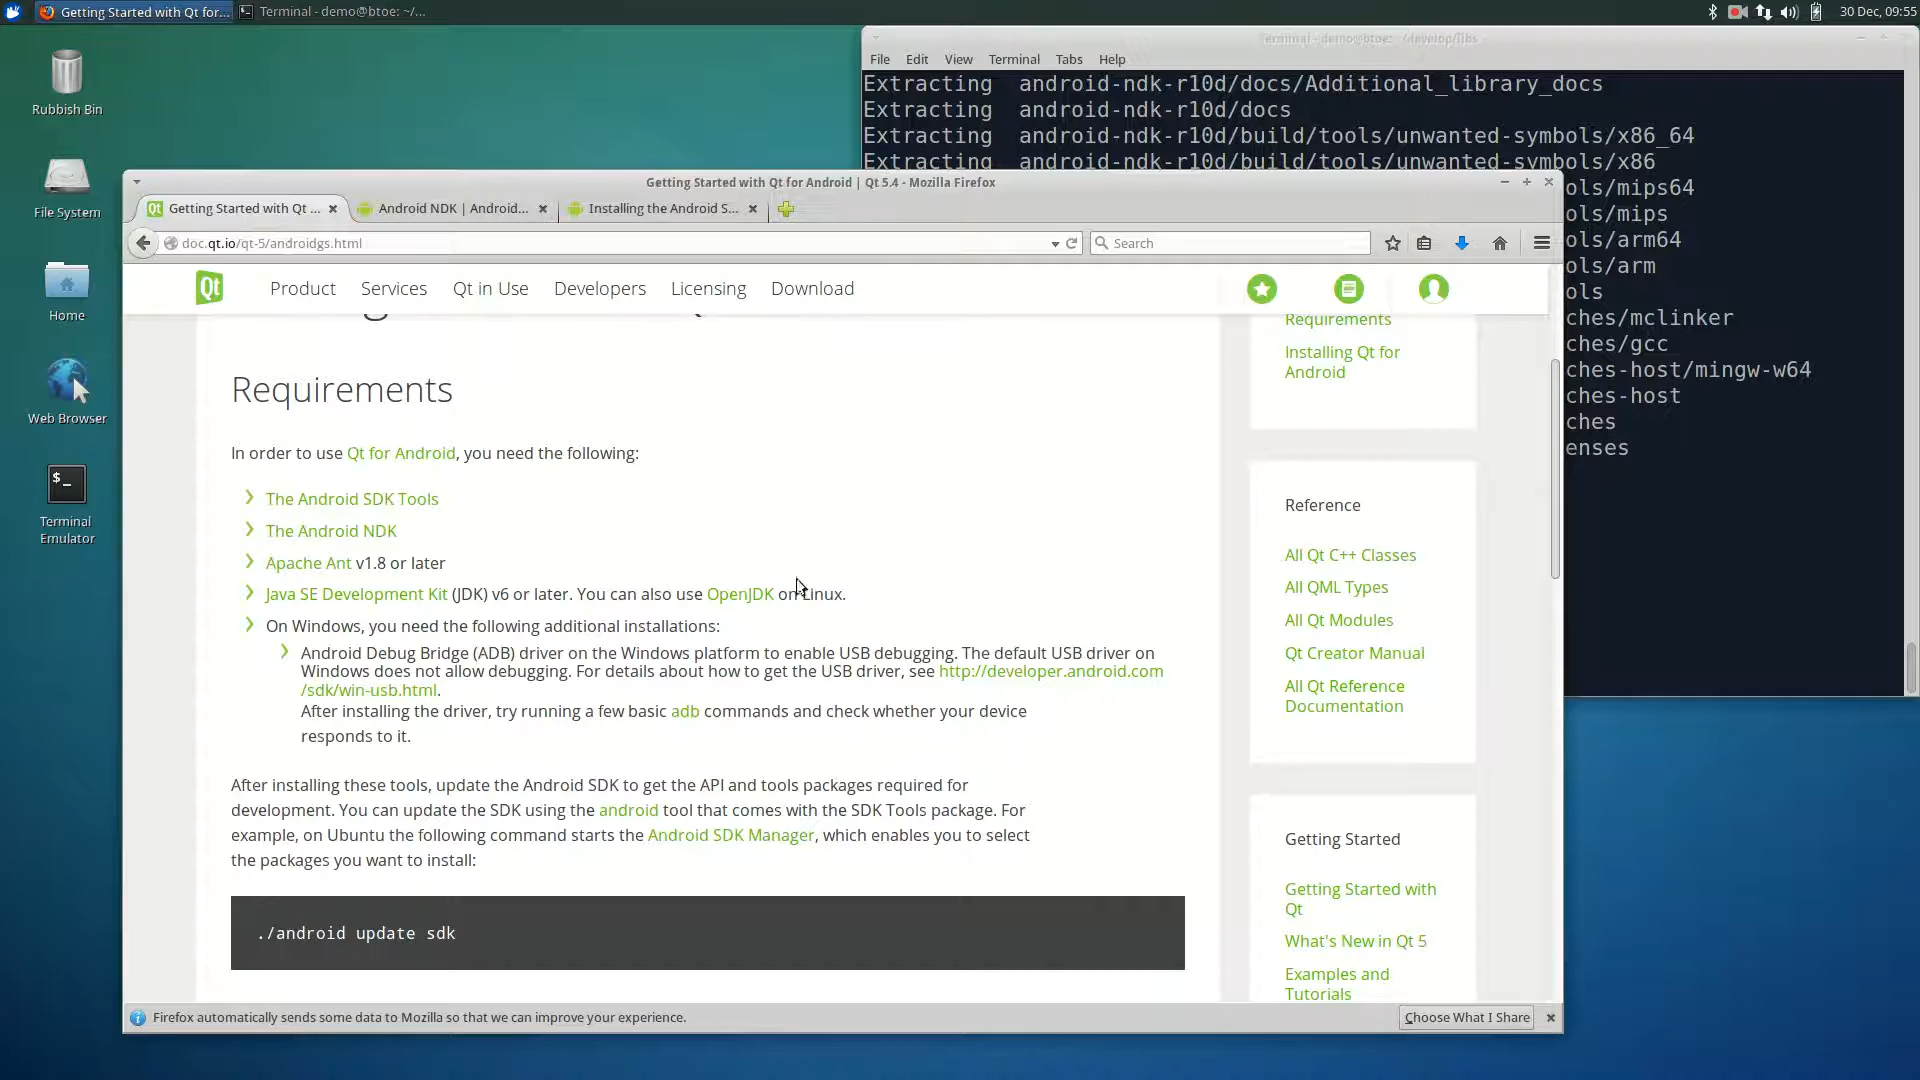 Getting Started with Qt for...
Terminal - demo@btoe: ~/...
30 Dec, 09:55
Rubbish Bin
File System
Home
Web Browser
$_
Terminal
Emulator
Terminal - demo@btoe: ~/develop/libs
File Edit View Terminal Tabs Help
Extracting android-ndk-r10d/docs/Additional_library_docs
Extracting android-ndk-r10d/docs
Extracting android-ndk-r10d/build/tools/unwanted-symbols/x86_64
Extracting android-ndk-r10d/build/tools/unwanted-symbols/x86
ols/mips64
ols/mips
ols/arm64
ols/arm
ols
ches/mclinker
ches/gcc
ches-host/mingw-w64
ches-host
ches
enses
Getting Started with Qt for Android | Qt 5.4 - Mozilla Firefox
Getting Started with Qt ...
Android NDK | Android...
Installing the Android S...
doc.qt.io/qt-5/androidgs.html
Search
Qt
Product Services Qt in Use Developers Licensing Download
Requirements
In order to use Qt for Android, you need the following:
The Android SDK Tools
The Android NDK
Apache Ant v1.8 or later
Java SE Development Kit (JDK) v6 or later. You can also use OpenJDK on Linux.
On Windows, you need the following additional installations:
Android Debug Bridge (ADB) driver on the Windows platform to enable USB debugging. The default USB driver on
Windows does not allow debugging. For details about how to get the USB driver, see http://developer.android.com
/sdk/win-usb.html.
After installing the driver, try running a few basic adb commands and check whether your device
responds to it.
After installing these tools, update the Android SDK to get the API and tools packages required for
development. You can update the SDK using the android tool that comes with the SDK Tools package. For
example, on Ubuntu the following command starts the Android SDK Manager, which enables you to select
the packages you want to install:
./android update sdk
Requirements
Installing Qt for
Android
Reference
All Qt C++ Classes
All QML Types
All Qt Modules
Qt Creator Manual
All Qt Reference
Documentation
Getting Started
Getting Started with
Qt
What's New in Qt 5
Examples and
Tutorials
Firefox automatically sends some data to Mozilla so that we can improve your experience.
Choose What I Share